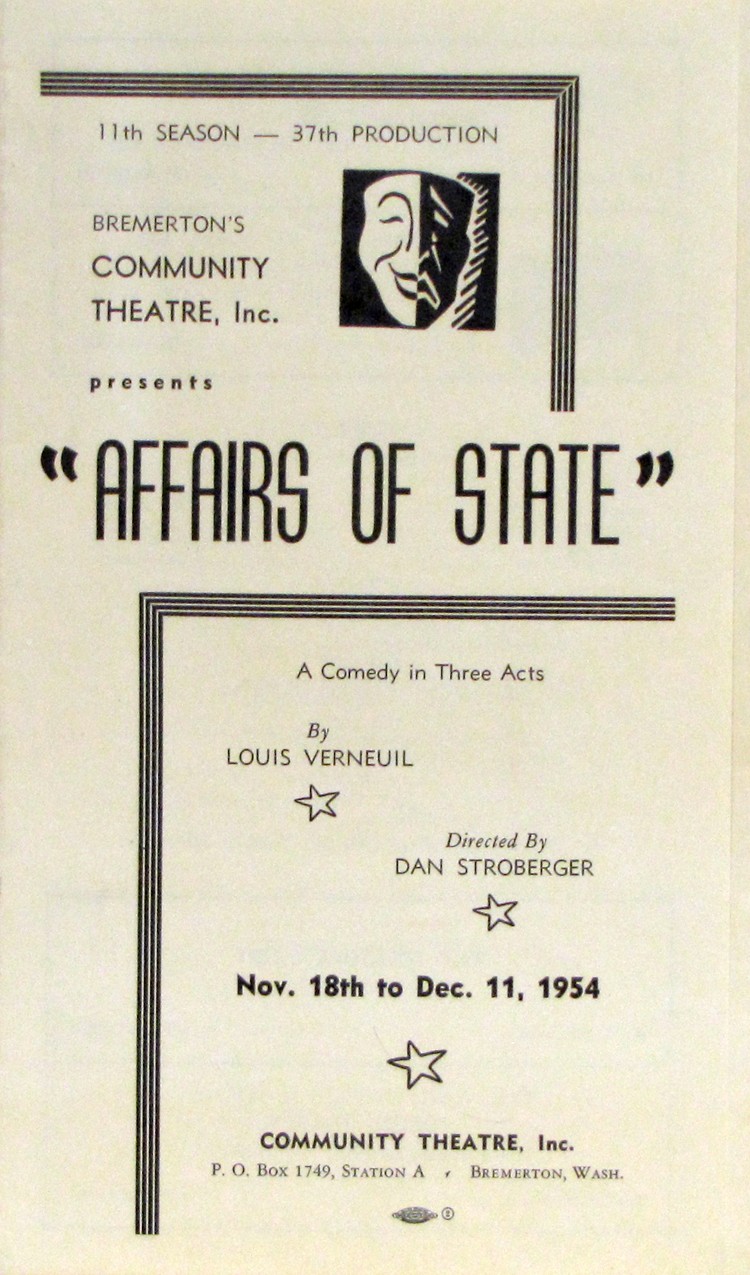 11th SEASON — 37th PRODUCTION
BREMERTON'S
COMMUNITY
THEATRE, Inc.
presents
"AFFAIRS OF STATE"
A Comedy in Three Acts
By
LOUIS VERNEUIL
Directed By
DAN STROBERGER
Nov. 18th to Dec. 11, 1954
COMMUNITY THEATRE, Inc.
P. O. Box 1749, Station A , Bremerton, Wash.